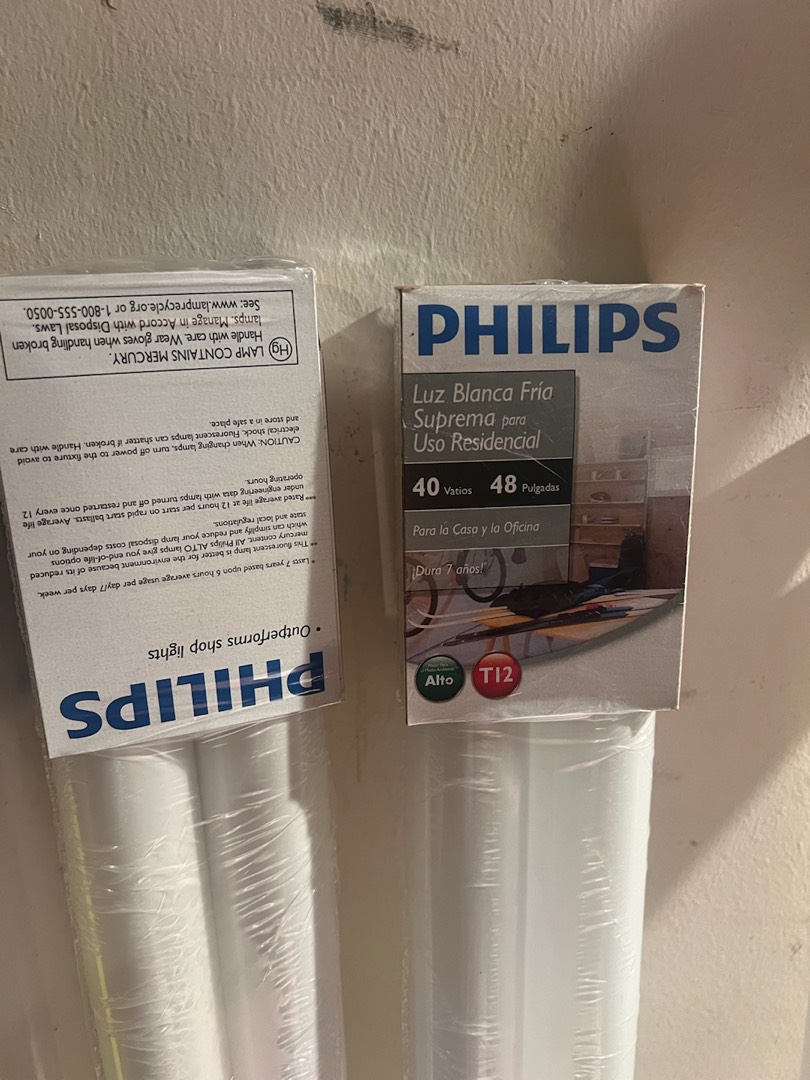 PHILIPS
• Outperforms shop lights
* Lasts 7 years based upon 6 hours average usage per day/7 days per week.
** This fluorescent lamp is better for the environment because of its reduced
mercury content. All Philips ALTO lamps give you end-of-life options
which can simplify and reduce your lamp disposal costs depending on your
state and local regulations.
*** Rated average life at 12 hours per start on rapid start ballasts. Average life
under engineering data with lamps turned off and restarted once every 12
operating hours.
CAUTION: When changing lamps, turn off power to the fixture to avoid
electrical shock. Fluorescent lamps can shatter if broken. Handle with care
and store in a safe place.
Hg
LAMP CONTAINS MERCURY.
Handle with care. Wear gloves when handling broken
lamps. Manage in Accord with Disposal Laws.
See: www.lamprecycle.org or 1-800-555-0050.
PHILIPS
Luz Blanca Fría
Suprema para
Uso Residencial
40 Vatios 48 Pulgadas
Para la Casa y la Oficina
¡Dura 7 años!*
Alto
T12